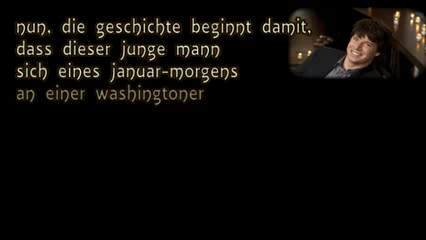 nun, die geschichte beginnt damit,
dass dieser junge mann
sich eines januar-morgens
an einer washingtoner